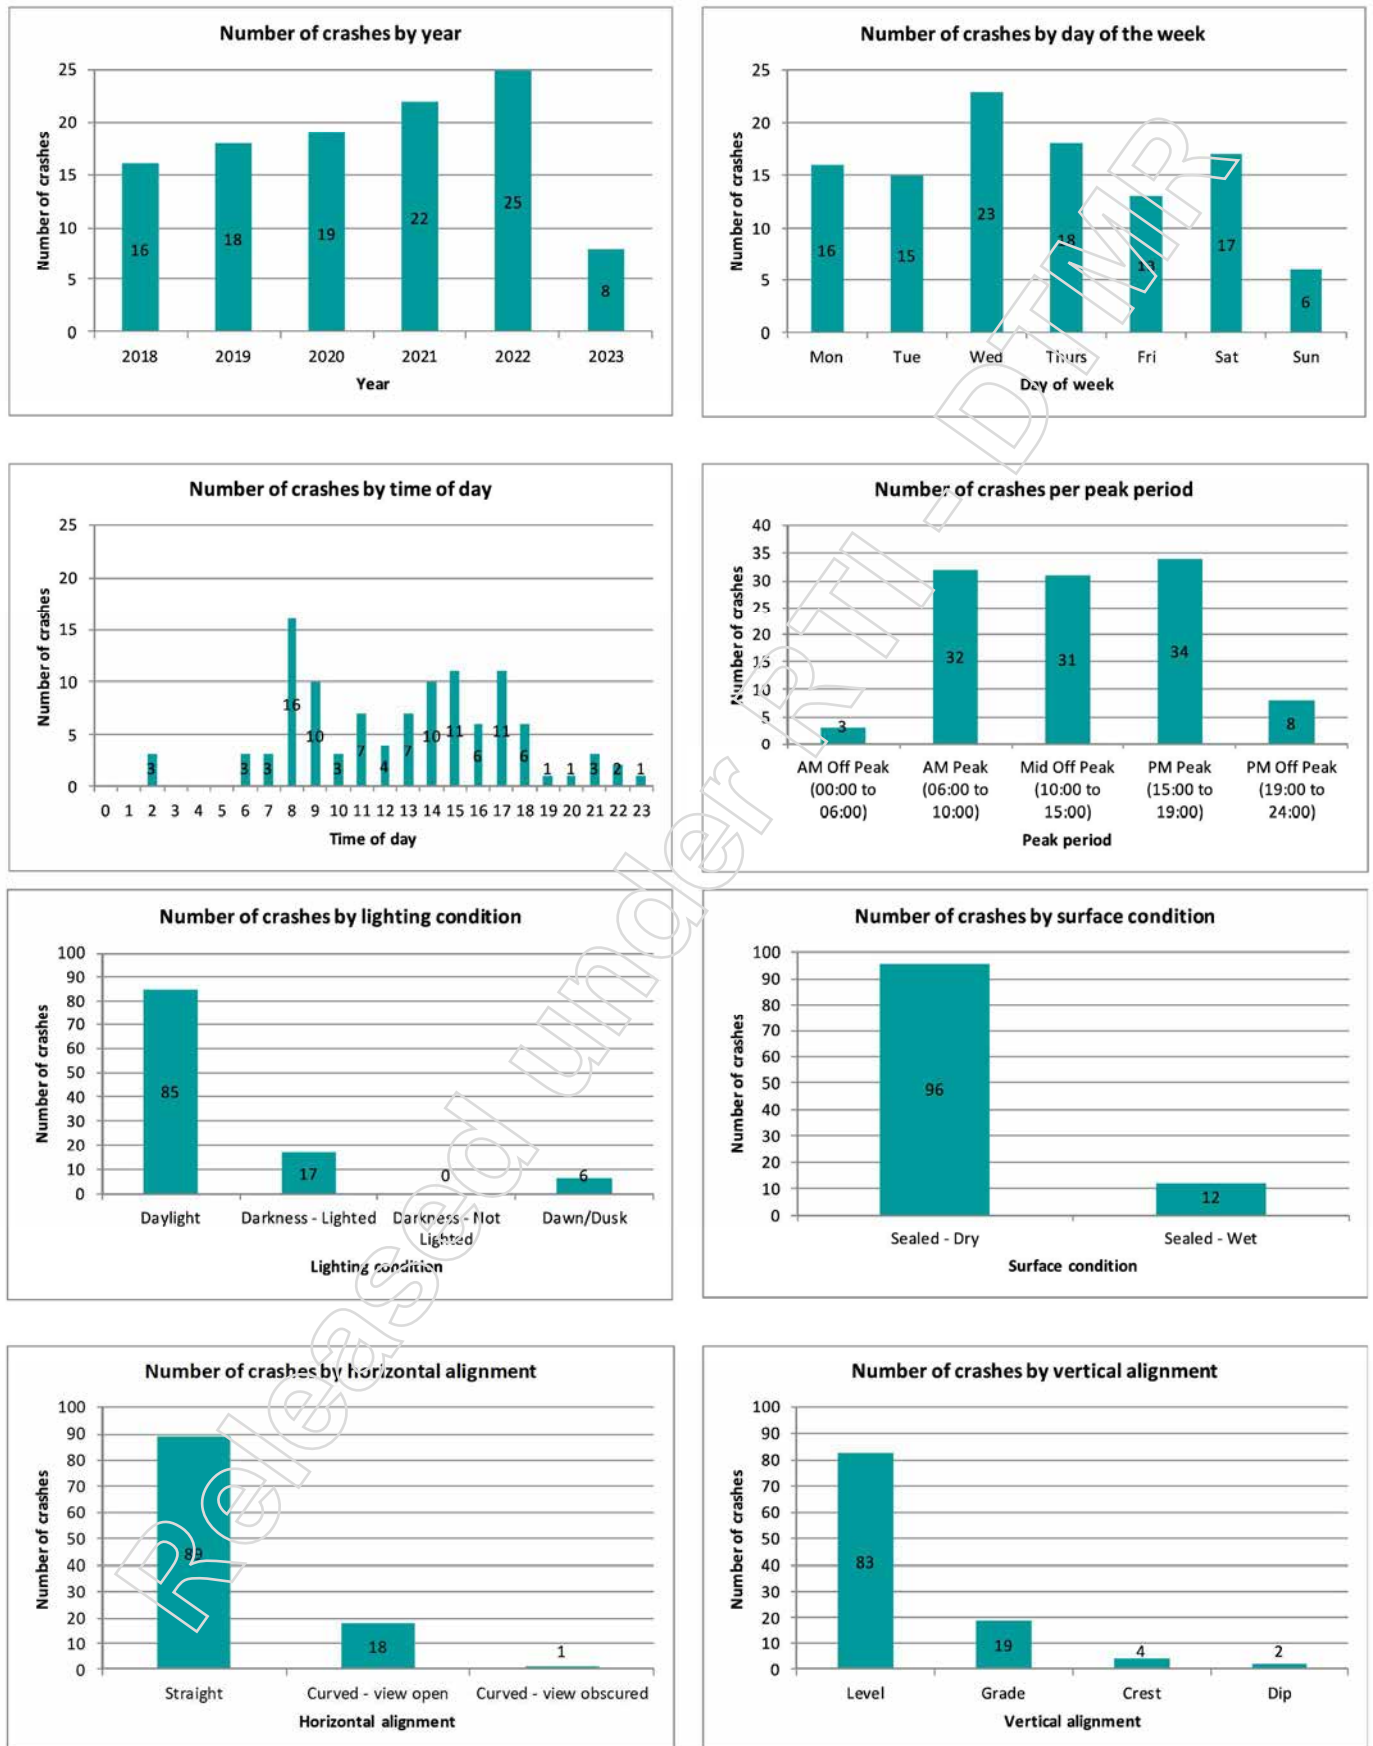 Number of crashes by year
Number of crashes
25
20
15
10
5
0
16
18
19
22
25
8
2018 2019 2020 2021 2022 2023
Year
Number of crashes by day of the week
Number of crashes
25
20
15
10
5
0
16
15
23
18
13
17
6
Mon Tue Wed Thurs Fri Sat Sun
Day of week
Number of crashes by time of day
Number of crashes
25
20
15
10
5
0
3 3 3 16 10 3 7 4 7 10 11 6 11 6 1 1 3 2 1
0 1 2 3 4 5 6 7 8 9 10 11 12 13 14 15 16 17 18 19 20 21 22 23
Time of day
Number of crashes per peak period
Number of crashes
40
35
30
25
20
15
10
5
0
3
32
31
34
8
AM Off Peak
(00:00 to
06:00)
AM Peak
(06:00 to
10:00)
Mid Off Peak
(10:00 to
15:00)
PM Peak
(15:00 to
19:00)
PM Off Peak
(19:00 to
24:00)
Peak period
Number of crashes by lighting condition
Number of crashes
100
90
80
70
60
50
40
30
20
10
0
85
17
0
6
Daylight
Darkness - Lighted
Darkness - Not
Lighted
Dawn/Dusk
Lighting condition
Number of crashes by surface condition
Number of crashes
100
90
80
70
60
50
40
30
20
10
0
96
12
Sealed - Dry
Sealed - Wet
Surface condition
Number of crashes by horizontal alignment
Number of crashes
100
90
80
70
60
50
40
30
20
10
0
89
18
1
Straight
Curved - view open
Curved - view obscured
Horizontal alignment
Number of crashes by vertical alignment
Number of crashes
100
90
80
70
60
50
40
30
20
10
0
83
19
4
2
Level
Grade
Crest
Dip
Vertical alignment
Released under RTI - DTMR